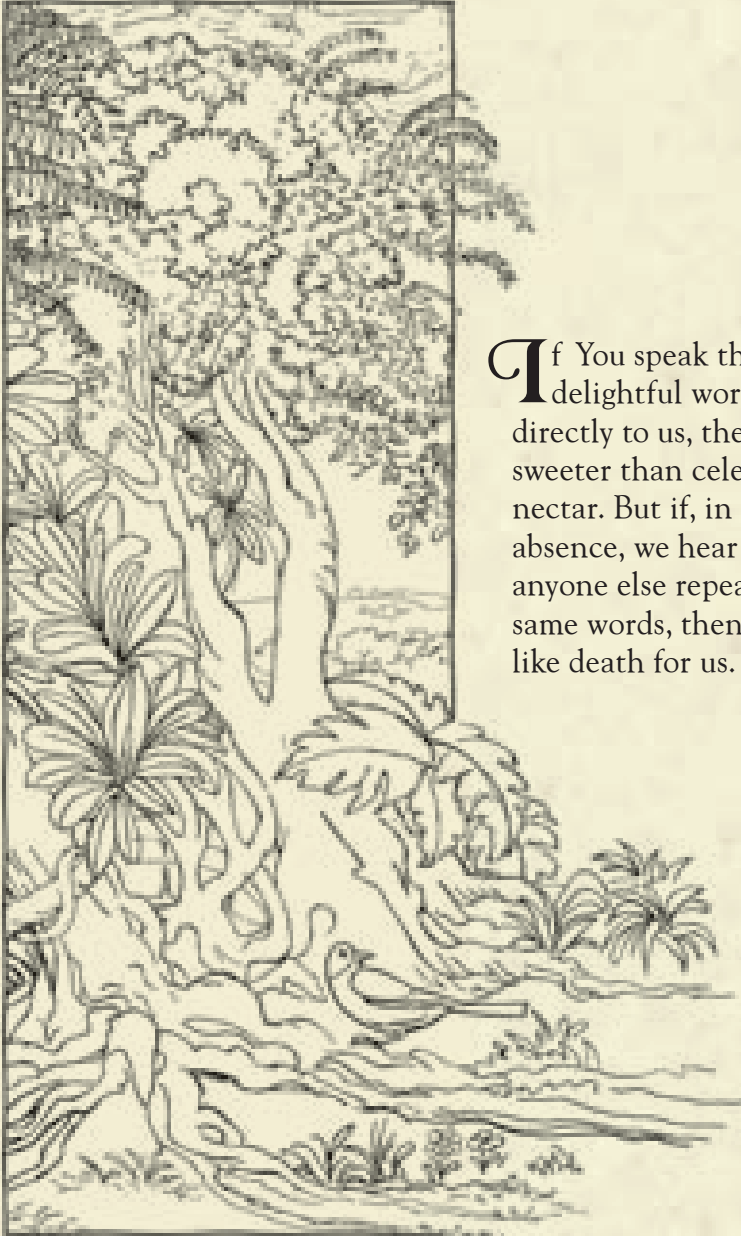 If You speak th
delightful wor
directly to us, the
sweeter than cele
nectar. But if, in
absence, we hear
anyone else repea
same words, then
like death for us.